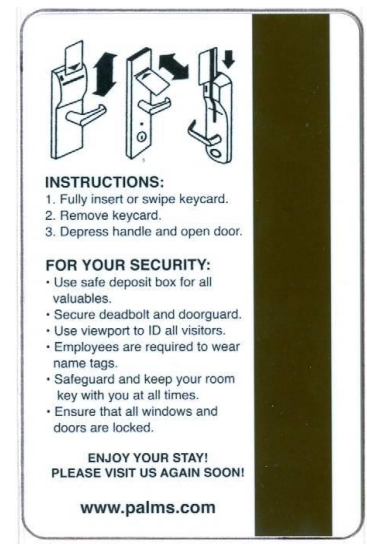 INSTRUCTIONS:
1. Fully insert or swipe keycard.
2. Remove keycard.
3. Depress handle and open door.
FOR YOUR SECURITY:
· Use safe deposit box for all
valuables.
· Secure deadbolt and doorguard.
· Use viewport to ID all visitors.
· Employees are required to wear
name tags.
· Safeguard and keep your room
key with you at all times.
· Ensure that all windows and
doors are locked.
ENJOY YOUR STAY!
PLEASE VISIT US AGAIN SOON!
www.palms.com